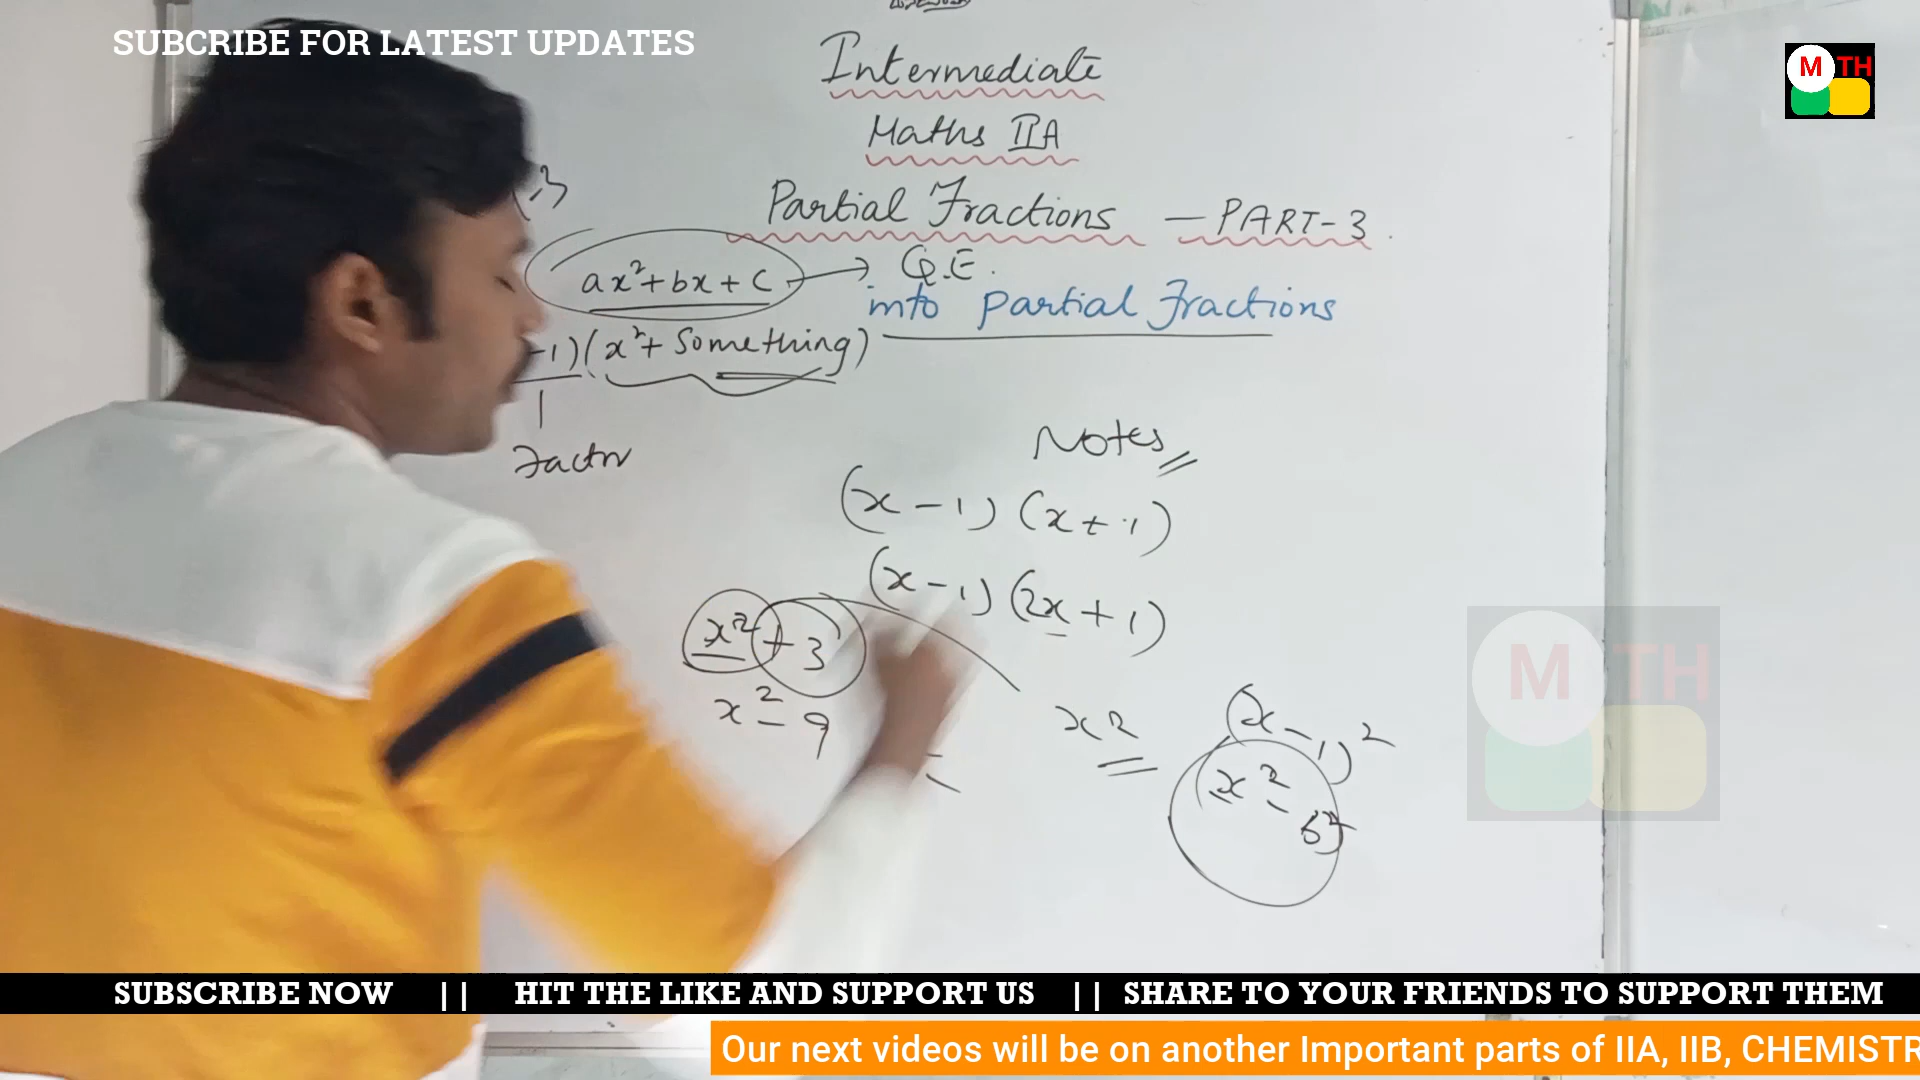 SUBCRIBE FOR LATEST UPDATES
M TH
Intermediate
Maths IIA
Partial Fractions — PART-3.
ax²+bx+c → Q.E.
into Partial Fractions
-1)(x²+ Something)
Factor
Notes
(x-1)(x+1)
(x-1)(2x+1)
x²+3
x²-9
x²
(x-1)²
M TH
SUBSCRIBE NOW || HIT THE LIKE AND SUPPORT US || SHARE TO YOUR FRIENDS TO SUPPORT THEM
Our next videos will be on another Important parts of IIA, IIB, CHEMISTR